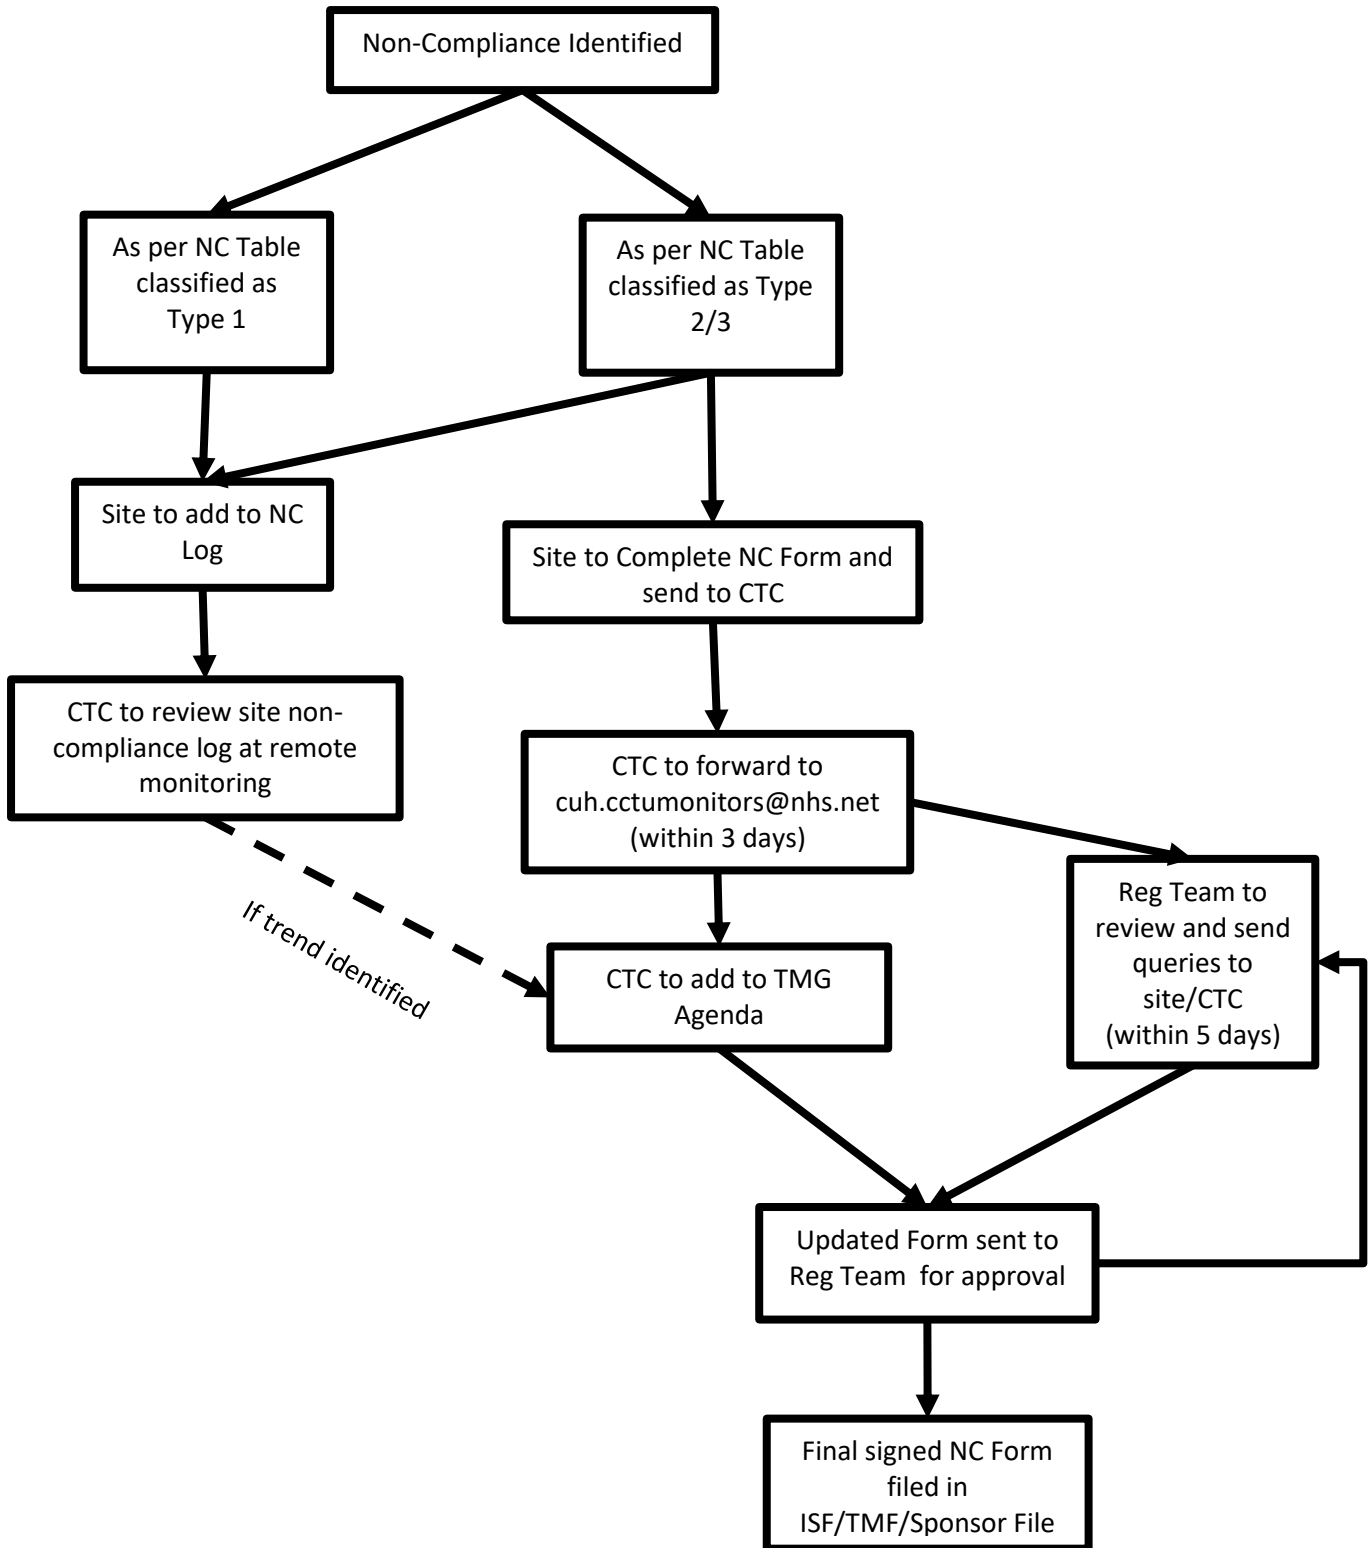 Non-Compliance Identified
As per NC Table
classified as
Type 1
As per NC Table
classified as Type
2/3
Site to add to NC
Log
Site to Complete NC Form and
send to CTC
CTC to review site non-
compliance log at remote
monitoring
CTC to forward to
cuh.cctumonitors@nhs.net
(within 3 days)
Reg Team to
review and send
queries to
site/CTC
(within 5 days)
If trend identified
CTC to add to TMG
Agenda
Updated Form sent to
Reg Team  for approval
Final signed NC Form
filed in
ISF/TMF/Sponsor File